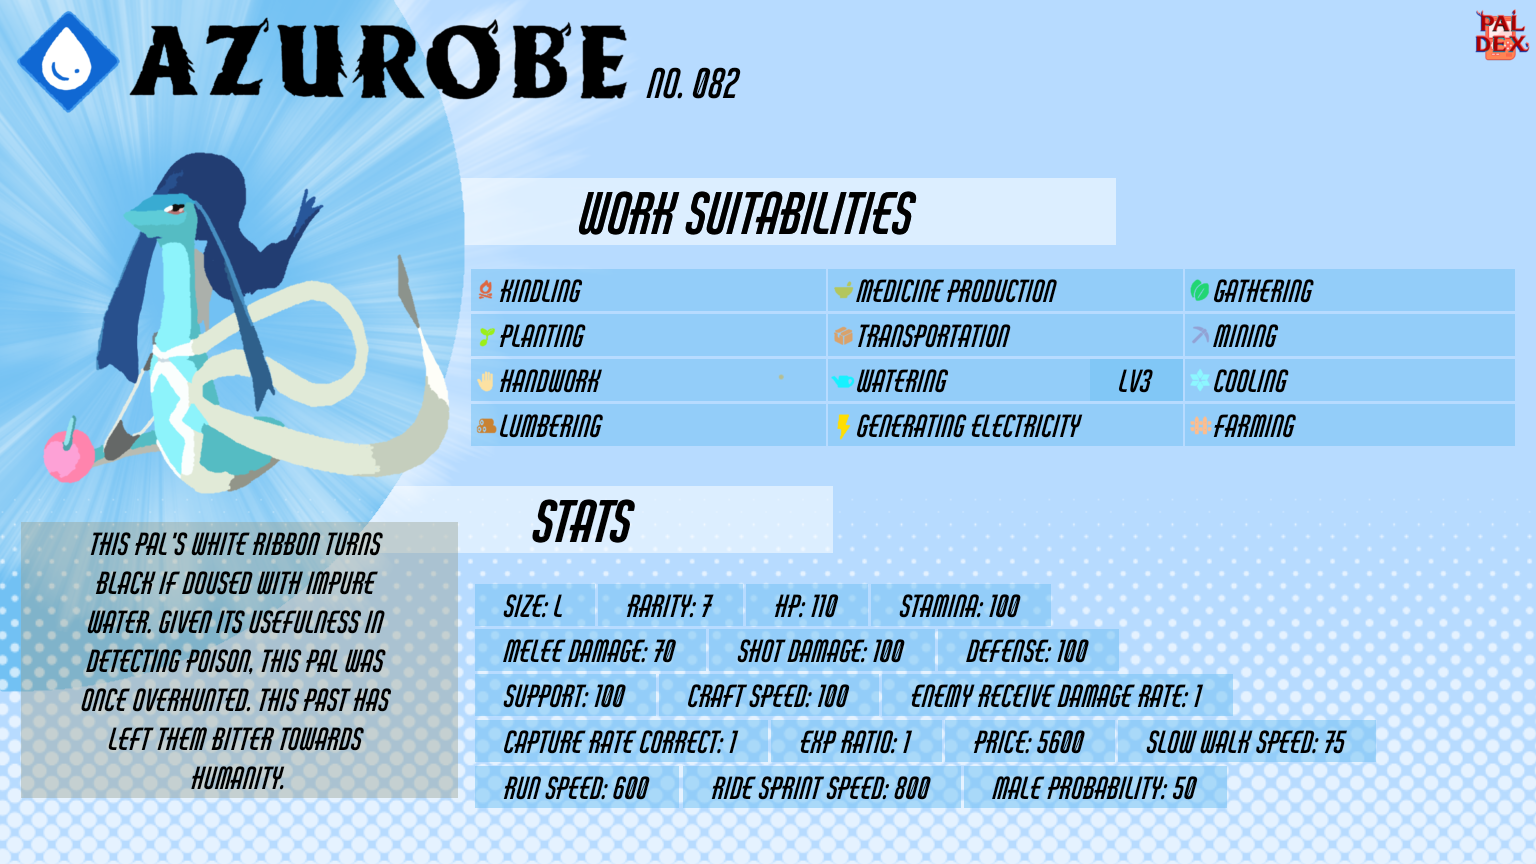 AZUROBE NO. 082
PAL
DEX
WORK SUITABILITIES
KINDLING MEDICINE PRODUCTION GATHERING
PLANTING TRANSPORTATION MINING
HANDWORK WATERING LV3 COOLING
LUMBERING GENERATING ELECTRICITY FARMING
THIS PAL'S WHITE RIBBON TURNS
BLACK IF DOUSED WITH IMPURE
WATER. GIVEN ITS USEFULNESS IN
DETECTING POISON, THIS PAL WAS
ONCE OVERHUNTED. THIS PAST HAS
LEFT THEM BITTER TOWARDS
HUMANITY.
STATS
SIZE: L RARITY: 7 HP: 110 STAMINA: 100
MELEE DAMAGE: 70 SHOT DAMAGE: 100 DEFENSE: 100
SUPPORT: 100 CRAFT SPEED: 100 ENEMY RECEIVE DAMAGE RATE: 1
CAPTURE RATE CORRECT: 1 EXP RATIO: 1 PRICE: 5600 SLOW WALK SPEED: 75
RUN SPEED: 600 RIDE SPRINT SPEED: 800 MALE PROBABILITY: 50